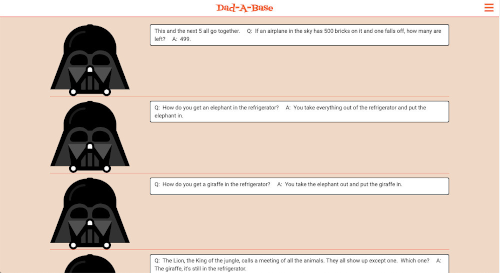 Dad-A-Base
This and the next 5 all go together. Q: If an airplane in the sky has 500 bricks on it and one falls off, how many are
left? A: 499.
Q: How do you get an elephant in the refrigerator? A: You take everything out of the refrigerator and put the
elephant in.
Q: How do you get a giraffe in the refrigerator? A: You take the elephant out and put the giraffe in.
Q: The Lion, the King of the jungle, calls a meeting of all the animals. They all show up except one. Which one? A:
The giraffe, it's still in the refrigerator.